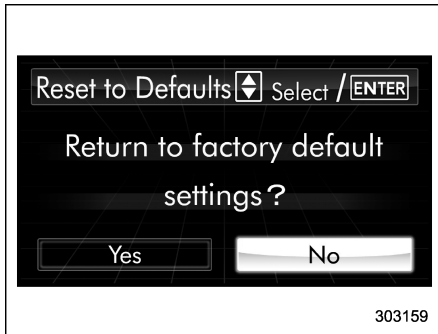 Reset to Defaults Select / ENTER
Return to factory default
settings?
Yes No
303159